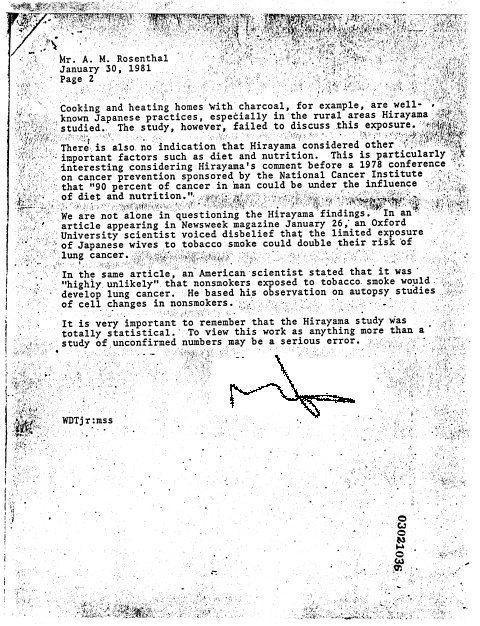 Mr. A. M. Rosenthal
January 30, 1981
Page 2
Cooking and heating homes with charcoal, for example, are well-
known Japanese practices, especially in the rural areas Hirayama
studied. The study, however, failed to discuss this exposure.
There is also no indication that Hirayama considered other
important factors such as diet and nutrition. This is particularly
interesting considering Hirayama's comment before a 1978 conference
on cancer prevention sponsored by the National Cancer Institute
that "90 percent of cancer in man could be under the influence
of diet and nutrition."
We are not alone in questioning the Hirayama findings. In an
article appearing in Newsweek magazine January 26, an Oxford
University scientist voiced disbelief that the limited exposure
of Japanese wives to tobacco smoke could double their risk of
lung cancer.
In the same article, an American scientist stated that it was
"highly unlikely" that nonsmokers exposed to tobacco smoke would
develop lung cancer. He based his observation on autopsy studies
of cell changes in nonsmokers.
It is very important to remember that the Hirayama study was
totally statistical. To view this work as anything more than a
study of unconfirmed numbers may be a serious error.
WDTjr:mss
03021036